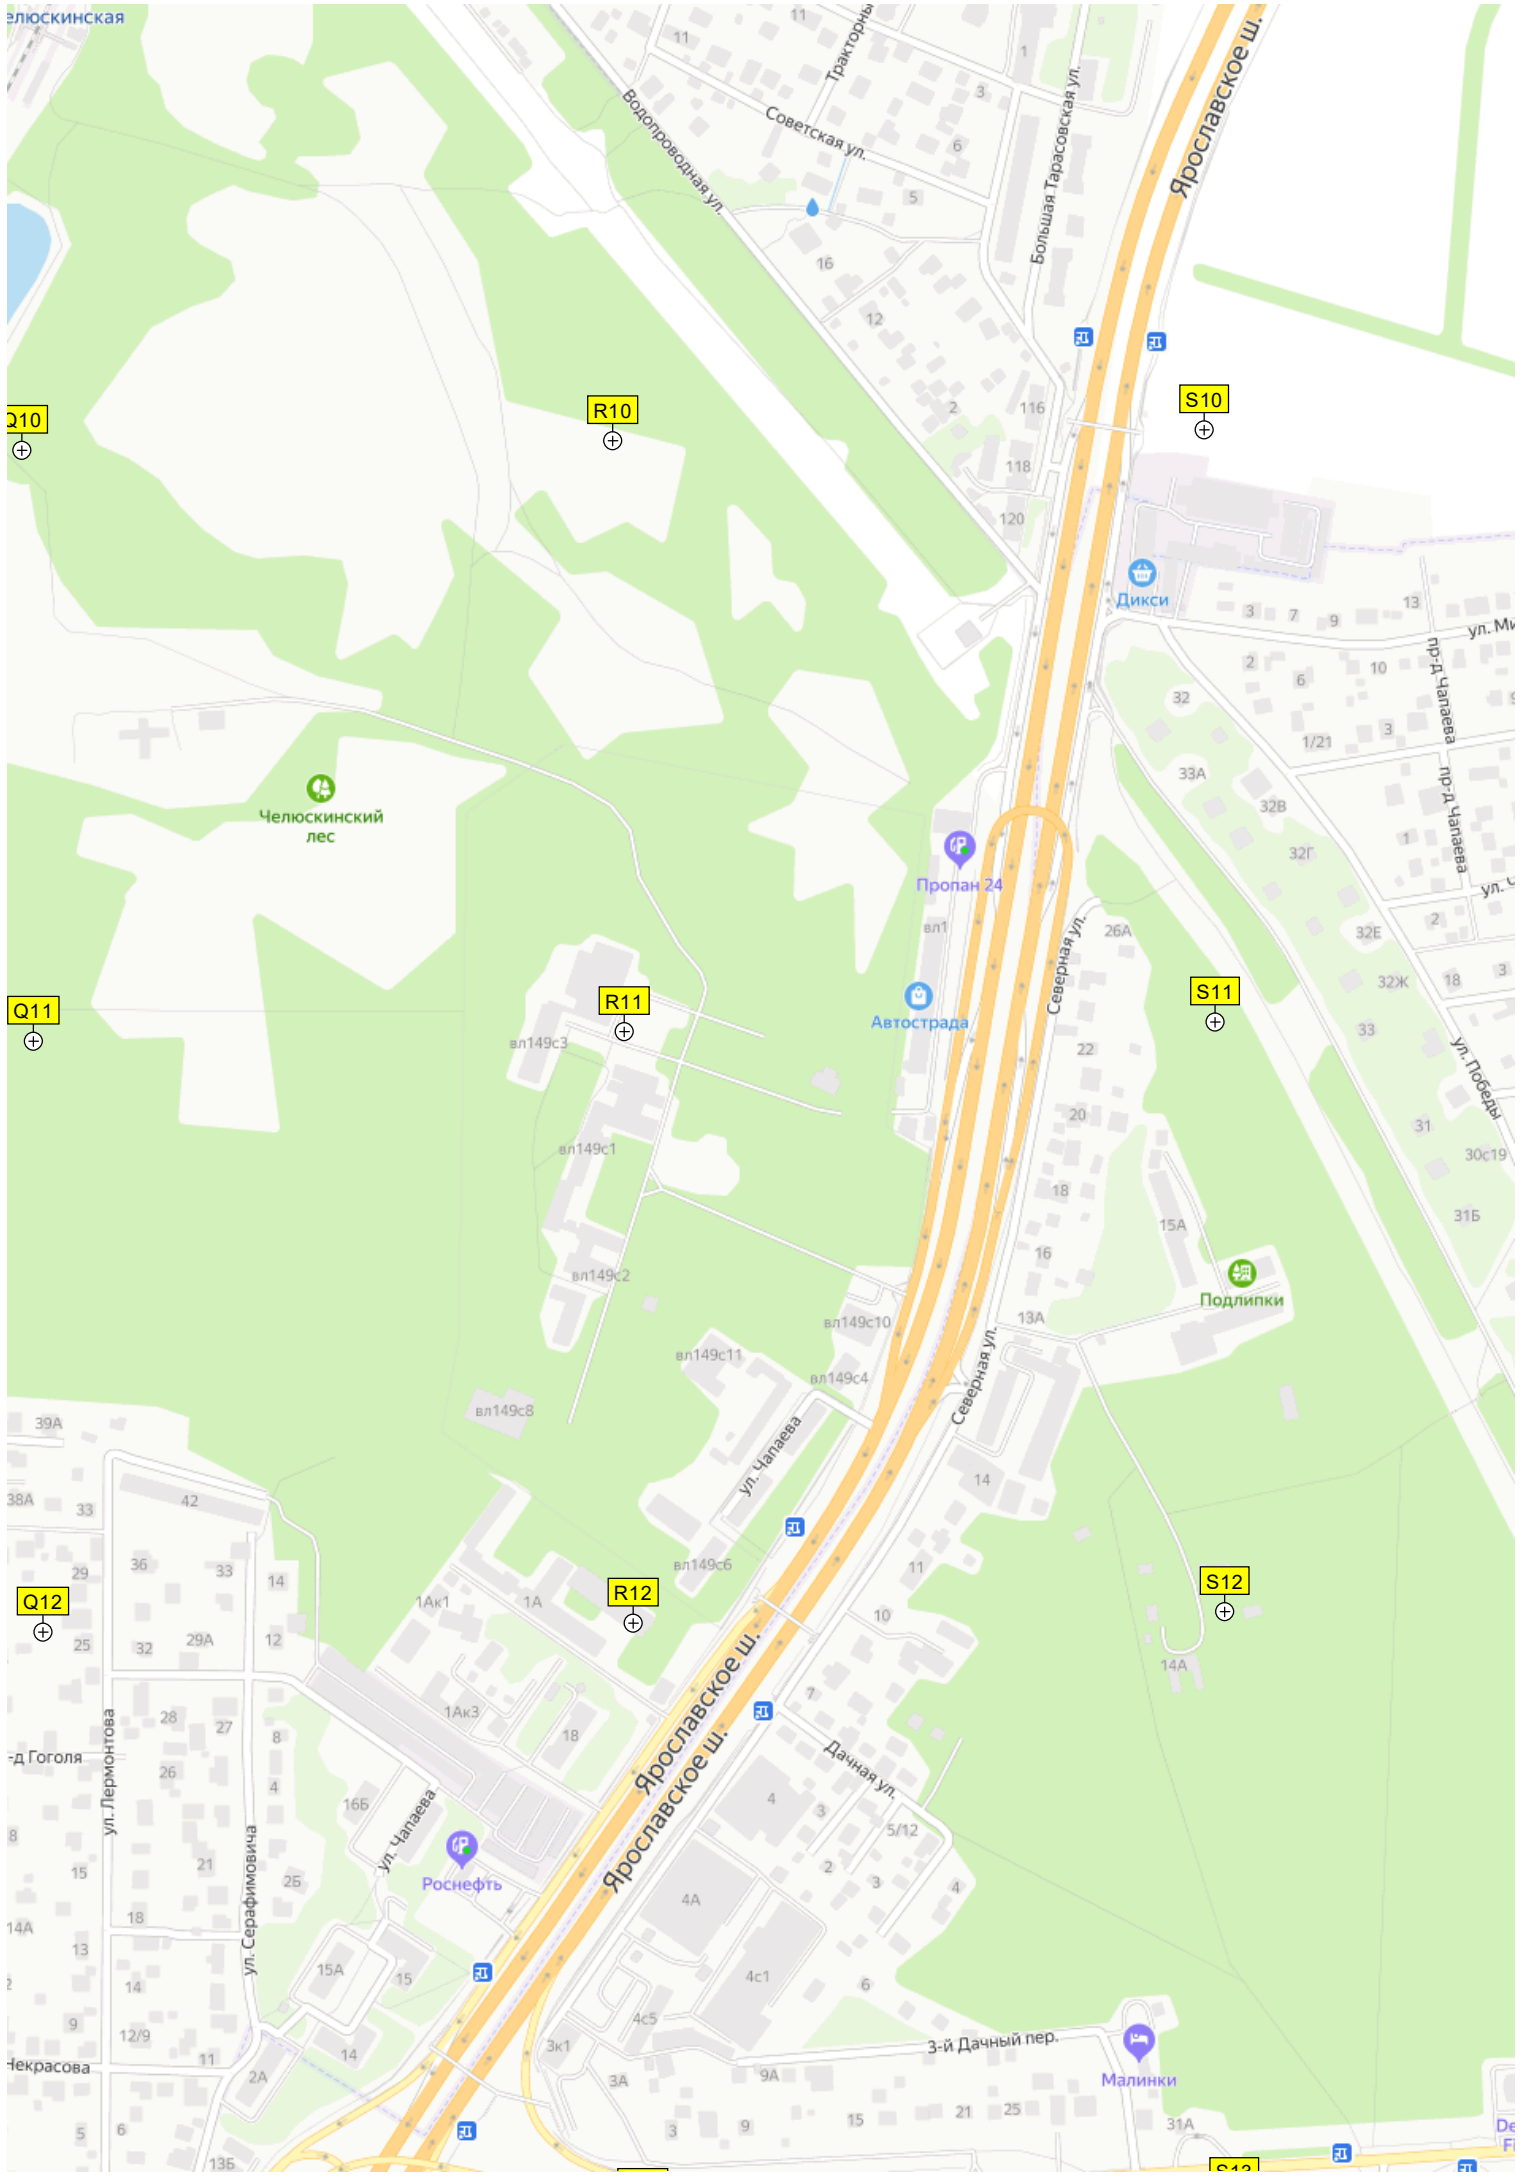 елюскинская
11
11
Тракторны
1
Ярославское ш.
3
Водопроводная ул.
Советская ул.
Большая Тарасовская ул.
6
5
16
12
Q10
R10
2
116
S10
118
120
Дикси
3
7
9
13
ул. Ми
2
6
10
пр-д Чапаева
32
1/21
3
9
33А
пр-д Чапаева
32В
Челюскинский
лес
Пропан 24
32Г
1
ул. Ч
вл1
26А
32Е
2
Северная ул.
32Ж
18
3
Q11
R11
S11
Автострада
вл149с3
33
22
ул. Победы
20
31
вл149с1
30с19
18
15А
31Б
16
вл149с2
Подлипки
13А
вл149с10
вл149с11
вл149с4
Северная ул.
39А
вл149с8
ул. Чапаева
14
38А
33
42
36
33
29
14
вл149с6
11
Q12
1Ак1
1А
R12
S12
10
25
32
29А
12
14А
28
27
1Ак3
7
18
8
Ярославское ш.
Ярославское ш.
-д Гоголя
ул. Лермонтова
26
4
16Б
ул. Чапаева
Дачная ул.
4
3
5/12
8
15
21
2Б
Роснефть
2
3
4
4А
ул. Серафимовича
14А
18
13
15А
15
4с1
6
14
9
12/9
4с5
11
14
3к1
3-й Дачный пер.
Некрасова
2А
3А
9А
Малинки
5
6
3
9
15
21
25
31А
De
Fi
13Б
S13